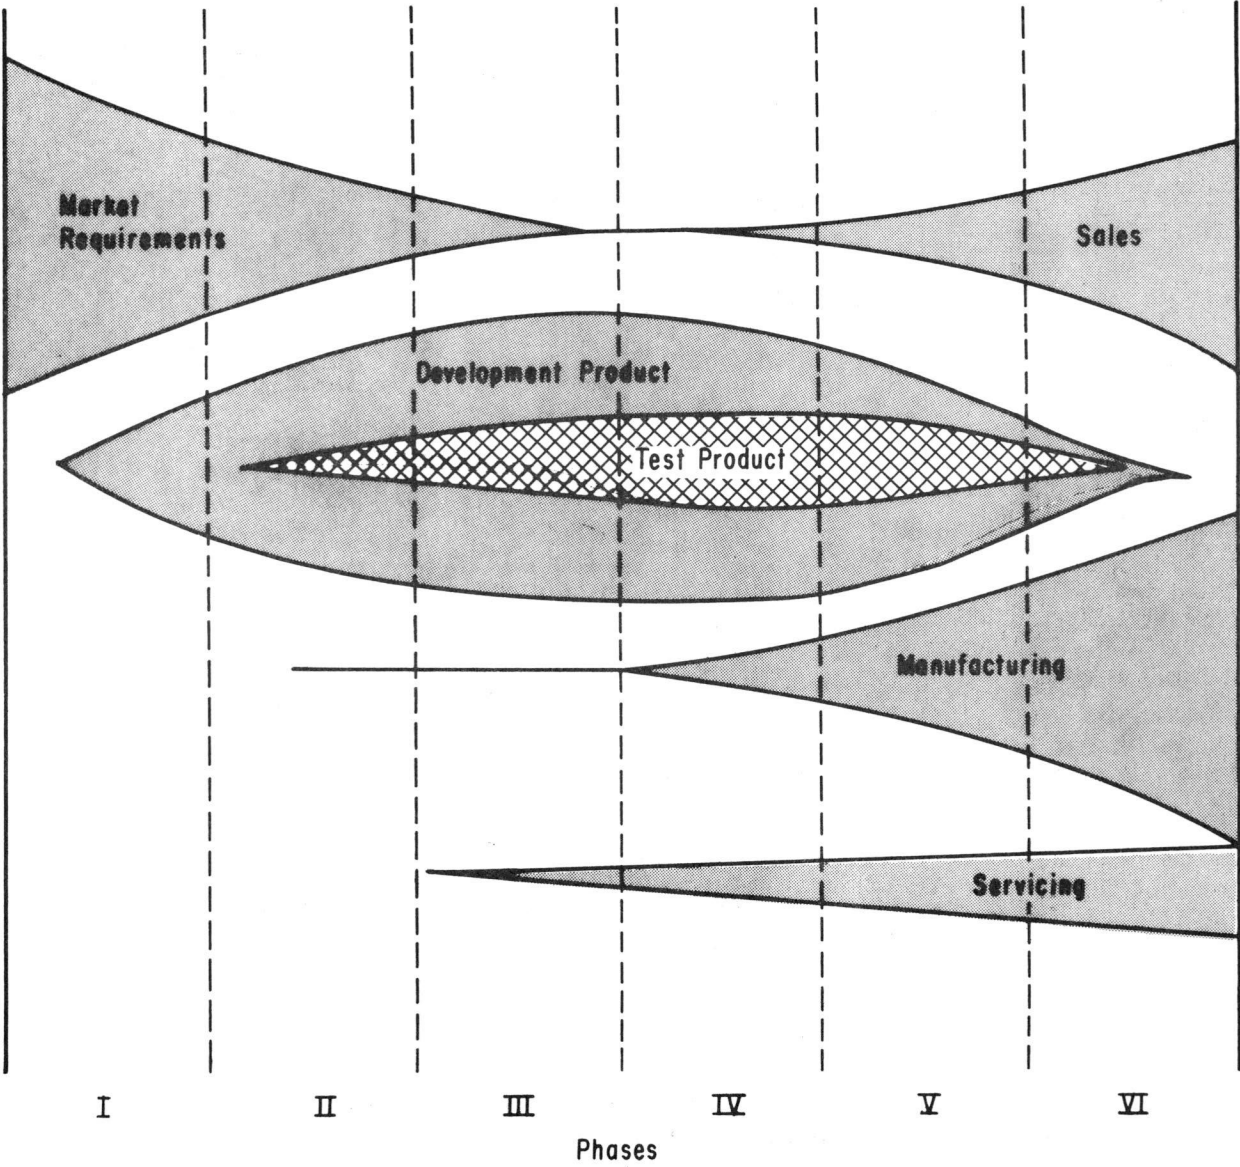 Market
Requirements
Sales
Development Product
Test Product
Manufacturing
Servicing
I II III IV V VI
Phases